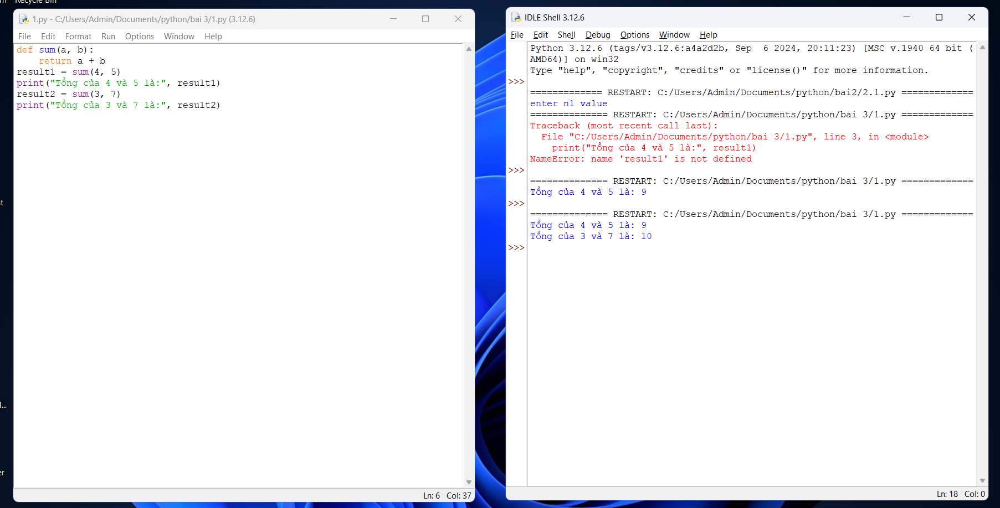 Recycle Bin
1.py - C:/Users/Admin/Documents/python/bai 3/1.py (3.12.6)
File Edit Format Run Options Window Help
def sum(a, b):
    return a + b
result1 = sum(4, 5)
print("Tổng của 4 và 5 là:", result1)
result2 = sum(3, 7)
print("Tổng của 3 và 7 là:", result2)
Ln: 6 Col: 37
IDLE Shell 3.12.6
File Edit Shell Debug Options Window Help
Python 3.12.6 (tags/v3.12.6:a4a2d2b, Sep  6 2024, 20:11:23) [MSC v.1940 64 bit (
AMD64)] on win32
Type "help", "copyright", "credits" or "license()" for more information.
>>>
============= RESTART: C:/Users/Admin/Documents/python/bai2/2.1.py =============
enter n1 value
============== RESTART: C:/Users/Admin/Documents/python/bai 3/1.py =============
Traceback (most recent call last):
  File "C:/Users/Admin/Documents/python/bai 3/1.py", line 3, in <module>
    print("Tổng của 4 và 5 là:", result1)
NameError: name 'result1' is not defined
>>>
============== RESTART: C:/Users/Admin/Documents/python/bai 3/1.py =============
Tổng của 4 và 5 là: 9
>>>
============== RESTART: C:/Users/Admin/Documents/python/bai 3/1.py =============
Tổng của 4 và 5 là: 9
Tổng của 3 và 7 là: 10
>>>
Ln: 18 Col: 0